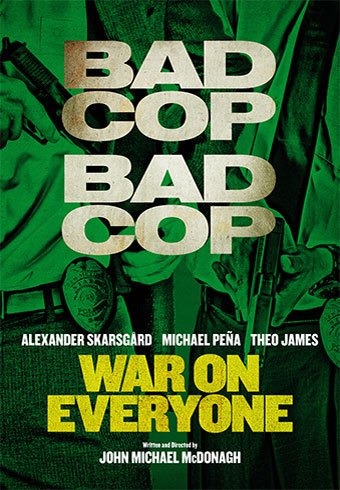 BAD
COP
BAD
COP
ALEXANDER SKARSGÅRD MICHAEL PEÑA THEO JAMES
WAR ON
EVERYONE
Written and Directed by
JOHN MICHAEL McDONAGH